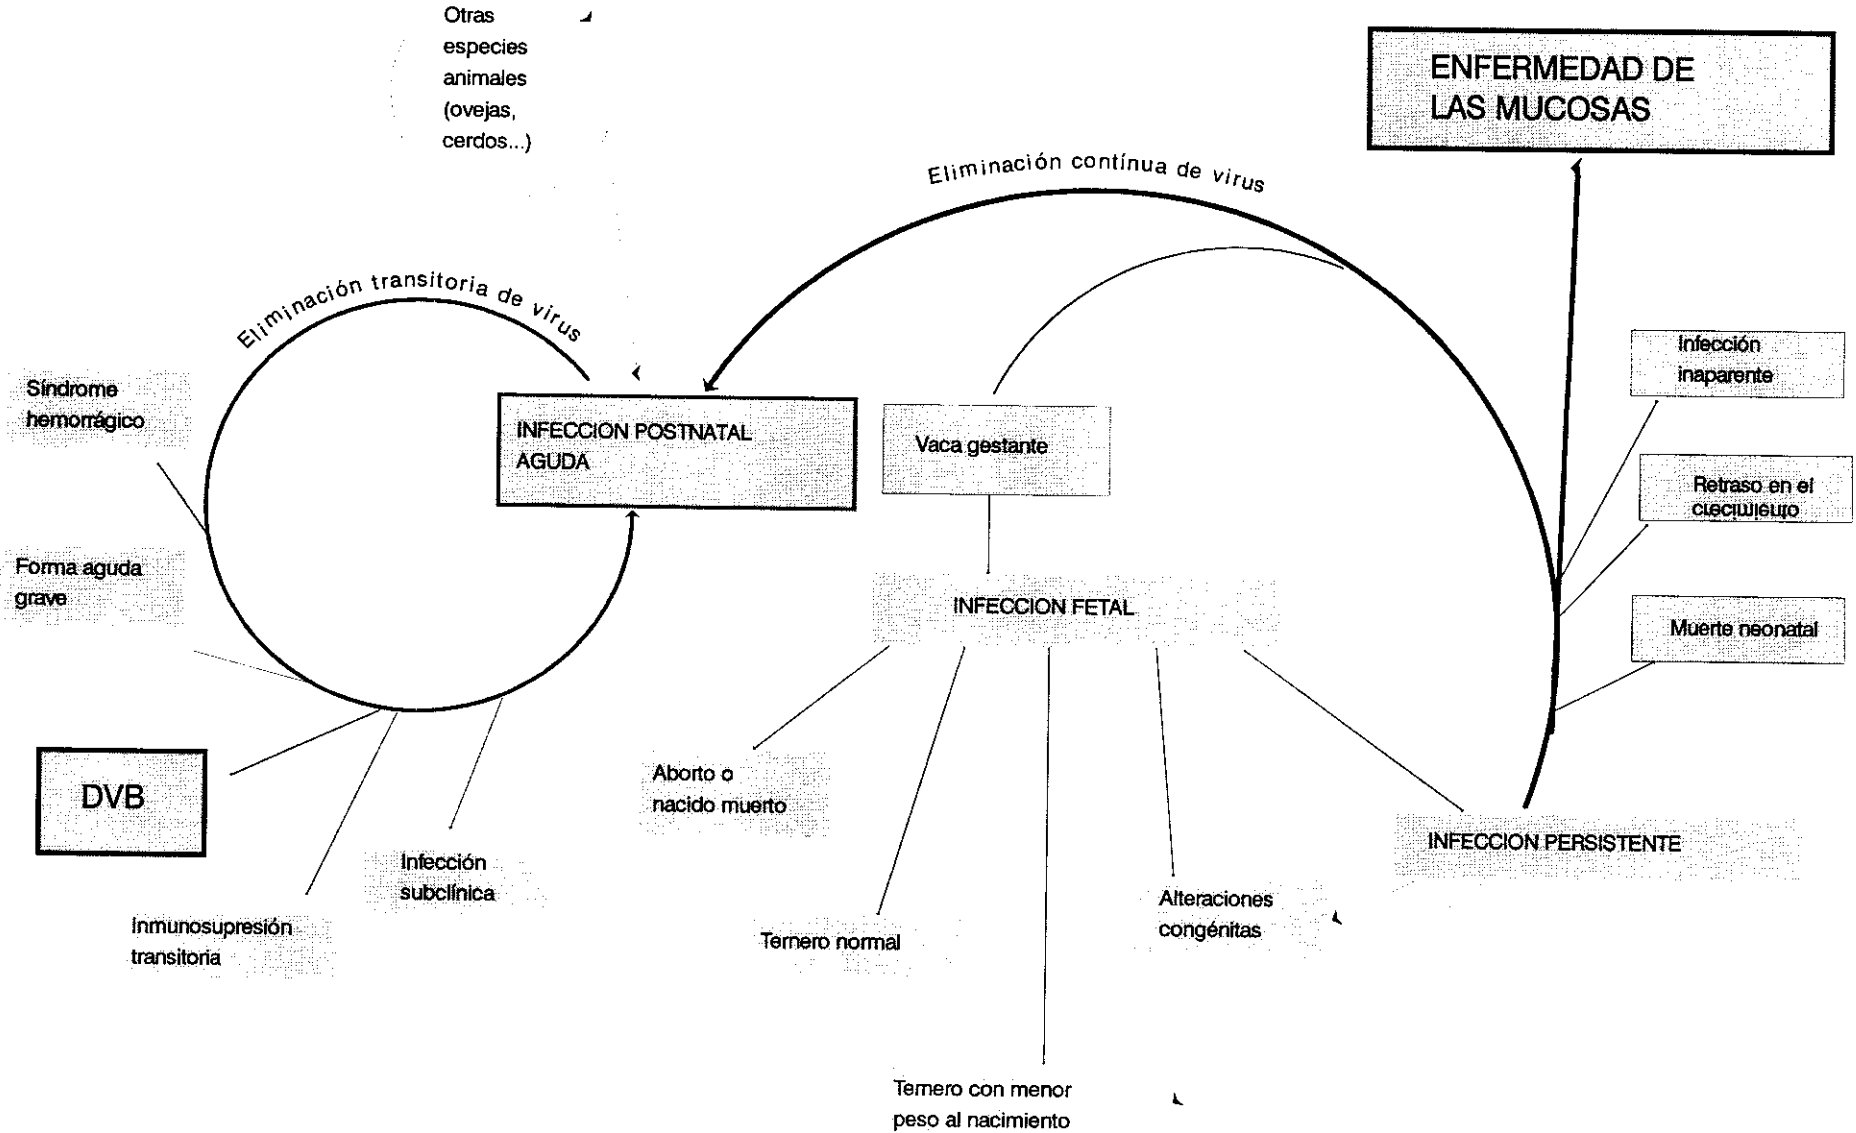 Otras
especies
animales
(ovejas,
cerdos...)
ENFERMEDAD DE
LAS MUCOSAS
Eliminación contínua de virus
Eliminación transitoria de virus
Síndrome
hemorrágico
INFECCION POSTNATAL
AGUDA
Vaca gestante
Infección
inaparente
Retraso en el
crecimiento
Forma aguda
grave
INFECCION FETAL
Muerte neonatal
DVB
Aborto o
nacido muerto
INFECCION PERSISTENTE
Infección
subclínica
Inmunosupresión
transitoria
Ternero normal
Alteraciones
congénitas
Ternero con menor
peso al nacimiento